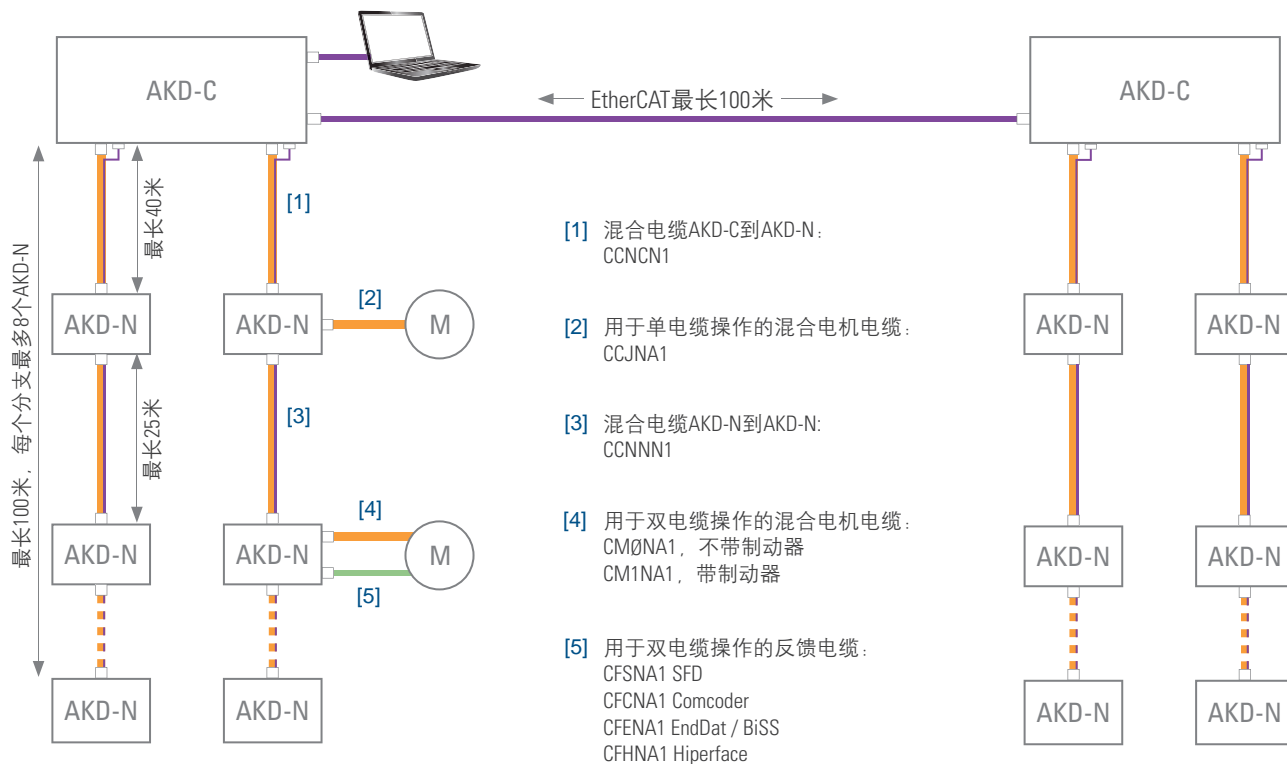 AKD-C
EtherCAT最长100米
AKD-C
最长100米，每个分支最多8个AKD-N
最长40米
[1]
[1] 混合电缆AKD-C到AKD-N：
CCNCN1
AKD-N
AKD-N
[2]
M
[2] 用于单电缆操作的混合电机电缆：
CCJNA1
AKD-N
AKD-N
最长25米
[3]
[3] 混合电缆AKD-N到AKD-N:
CCNNN1
AKD-N
AKD-N
[4]
M
[5]
[4] 用于双电缆操作的混合电机电缆：
CMØNA1，不带制动器
CM1NA1，带制动器
AKD-N
AKD-N
[5] 用于双电缆操作的反馈电缆：
CFSNA1 SFD
CFCNA1 Comcoder
CFENA1 EndDat / BiSS
CFHNA1 Hiperface
AKD-N
AKD-N
AKD-N
AKD-N